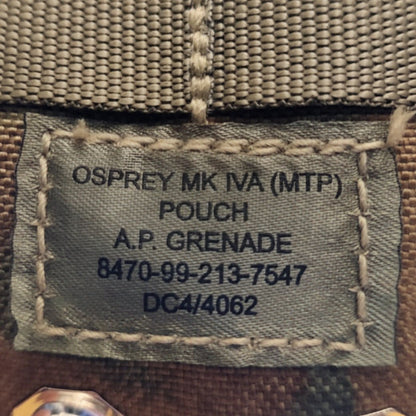 OSPREY MK IVA (MTP)
POUCH
A.P. GRENADE
8470-99-213-7547
DC4/4062